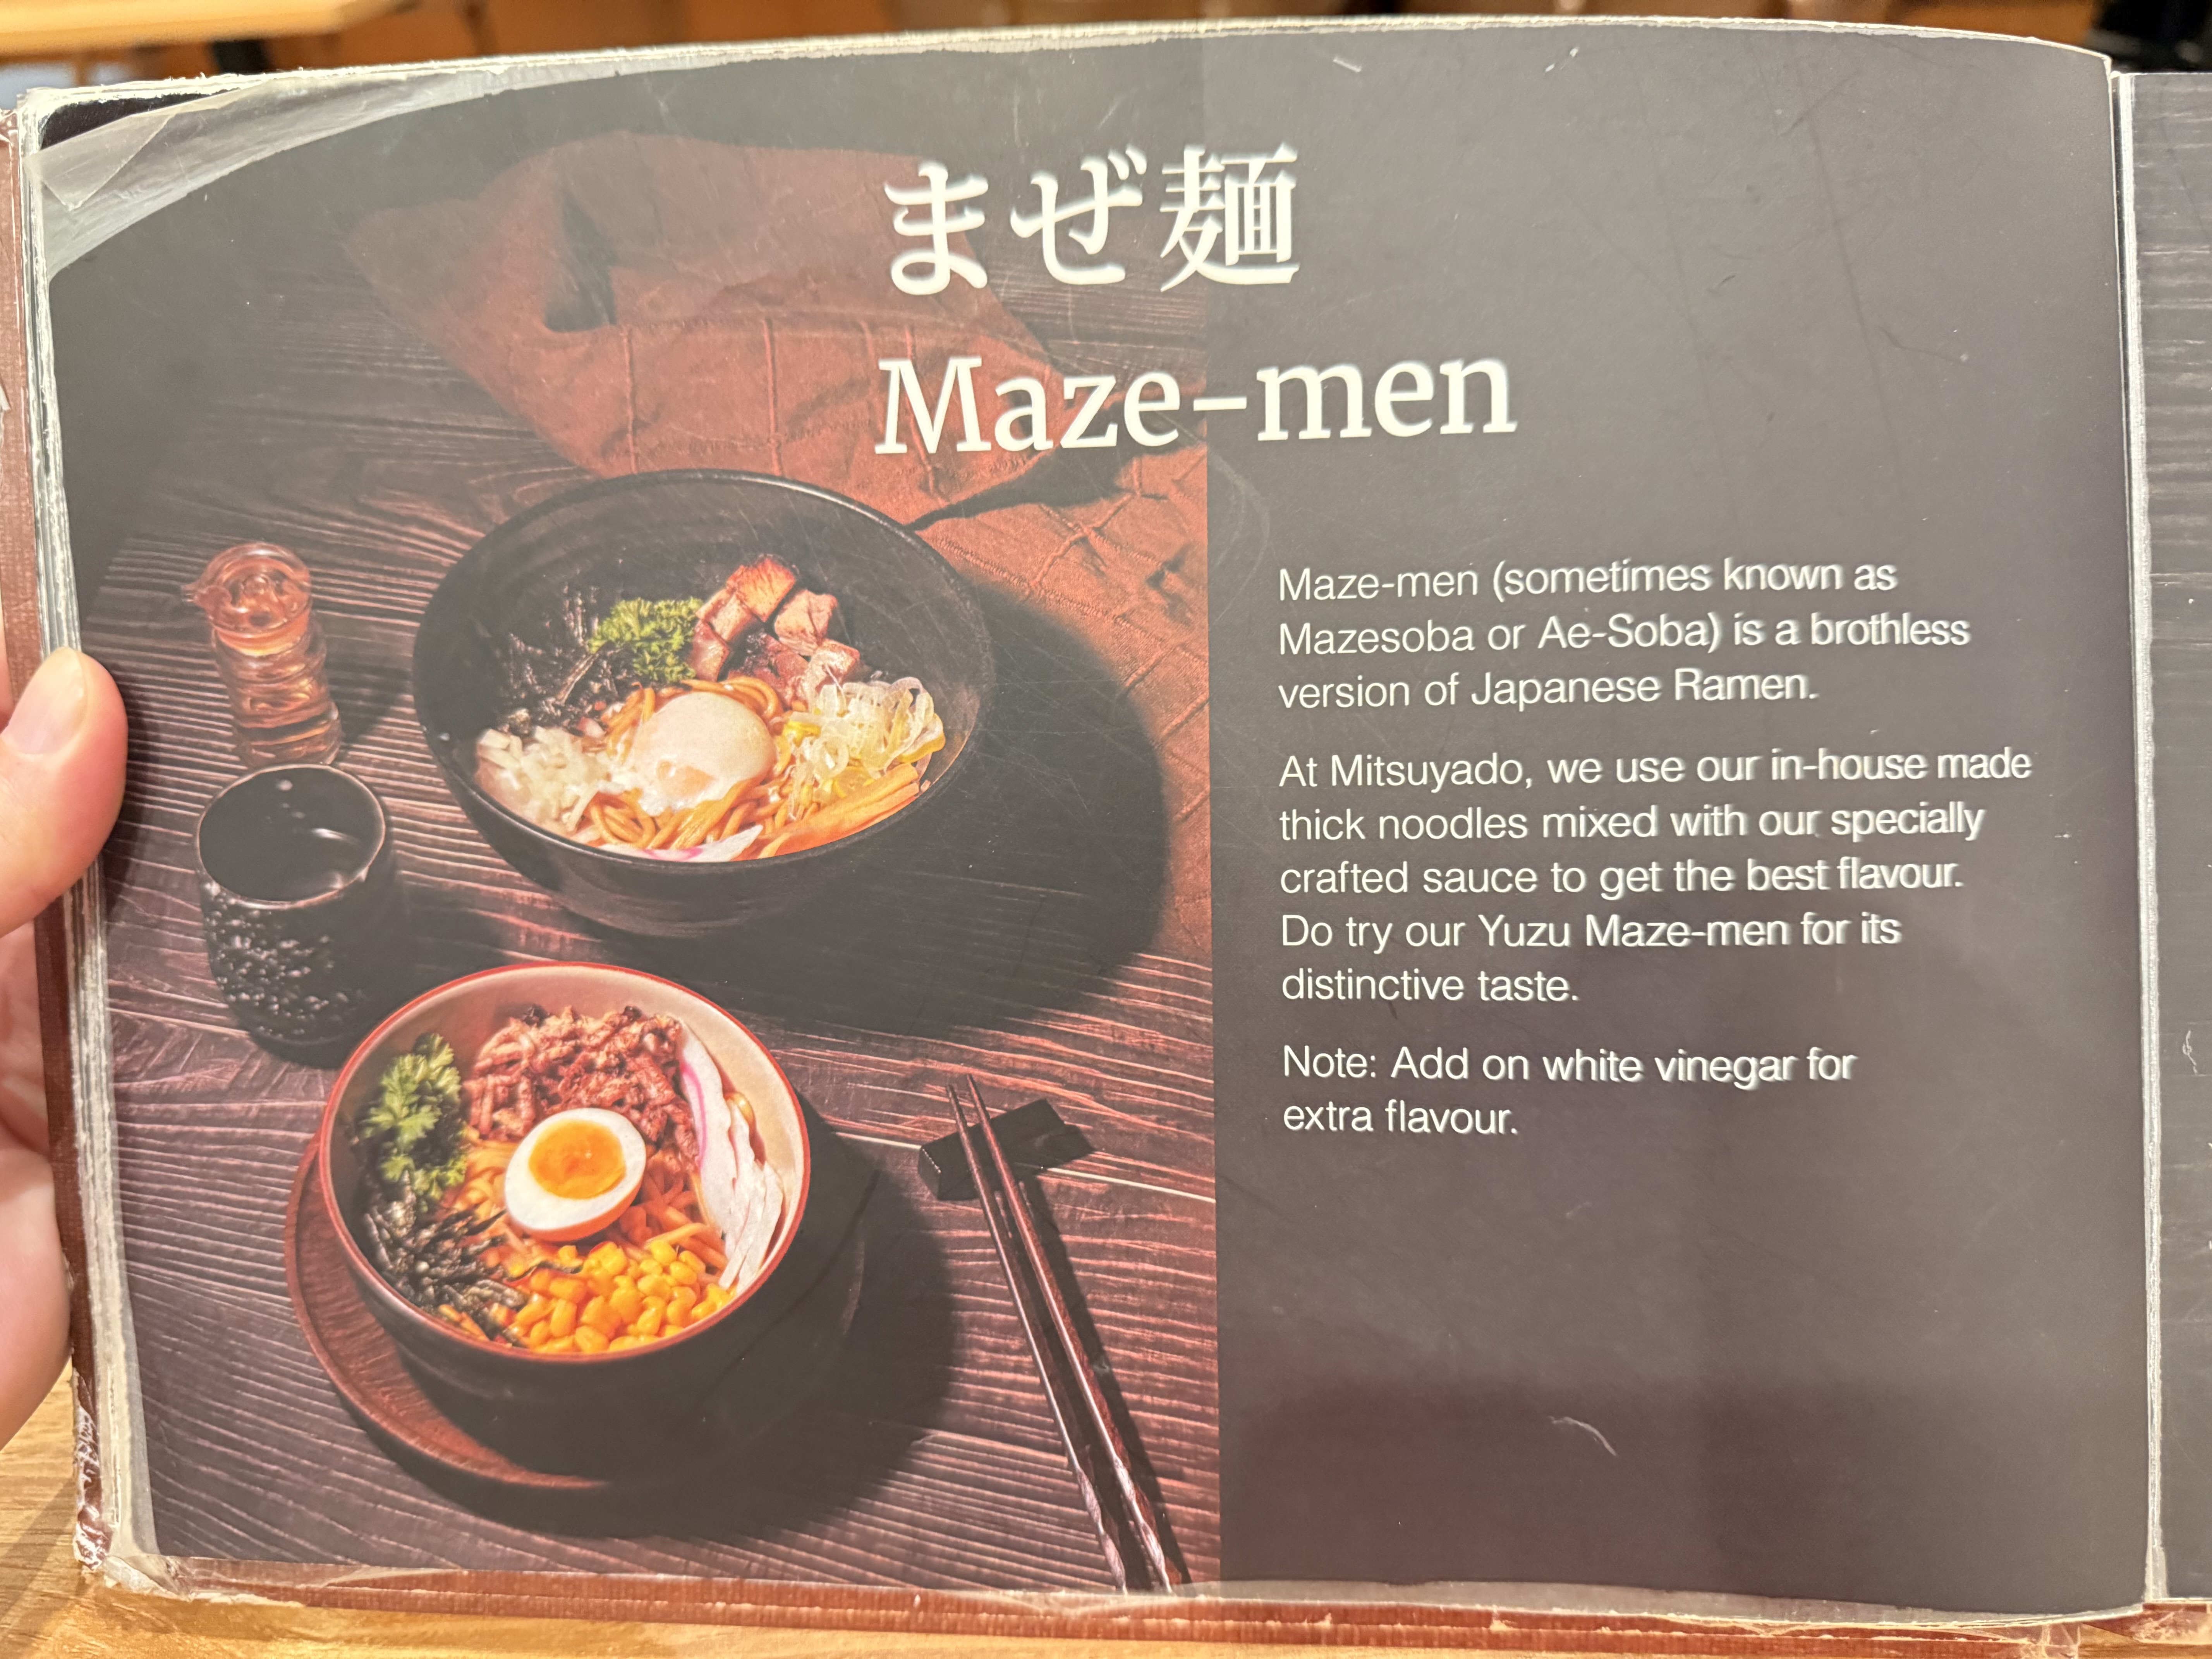 まぜ麺
Maze-men
Maze-men (sometimes known as
Mazesoba or Ae-Soba) is a brothless
version of Japanese Ramen.
At Mitsuyado, we use our in-house made
thick noodles mixed with our specially
crafted sauce to get the best flavour.
Do try our Yuzu Maze-men for its
distinctive taste.
Note: Add on white vinegar for
extra flavour.